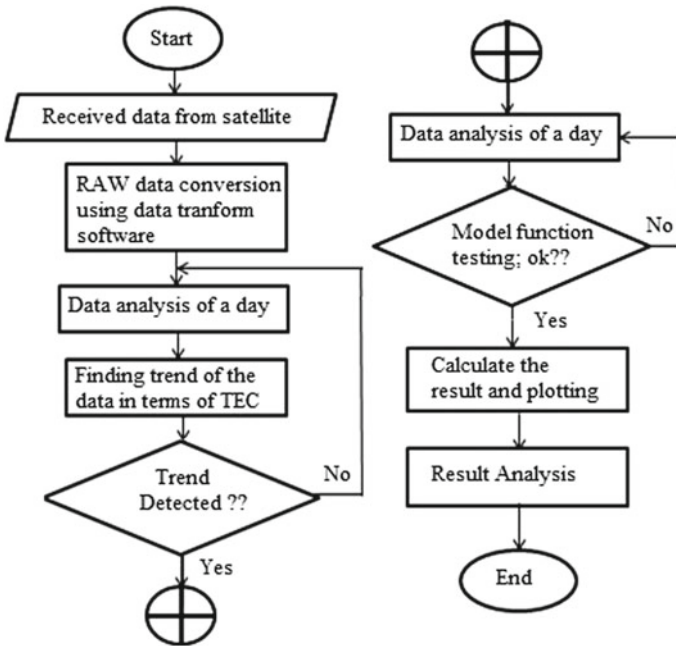 Start
Received data from satellite
RAW data conversion
using data tranform
software
Data analysis of a day
Finding trend of the
data in terms of TEC
Trend
Detected ??
No
Yes
Data analysis of a day
Model function
testing; ok??
No
Yes
Calculate the
result and plotting
Result Analysis
End